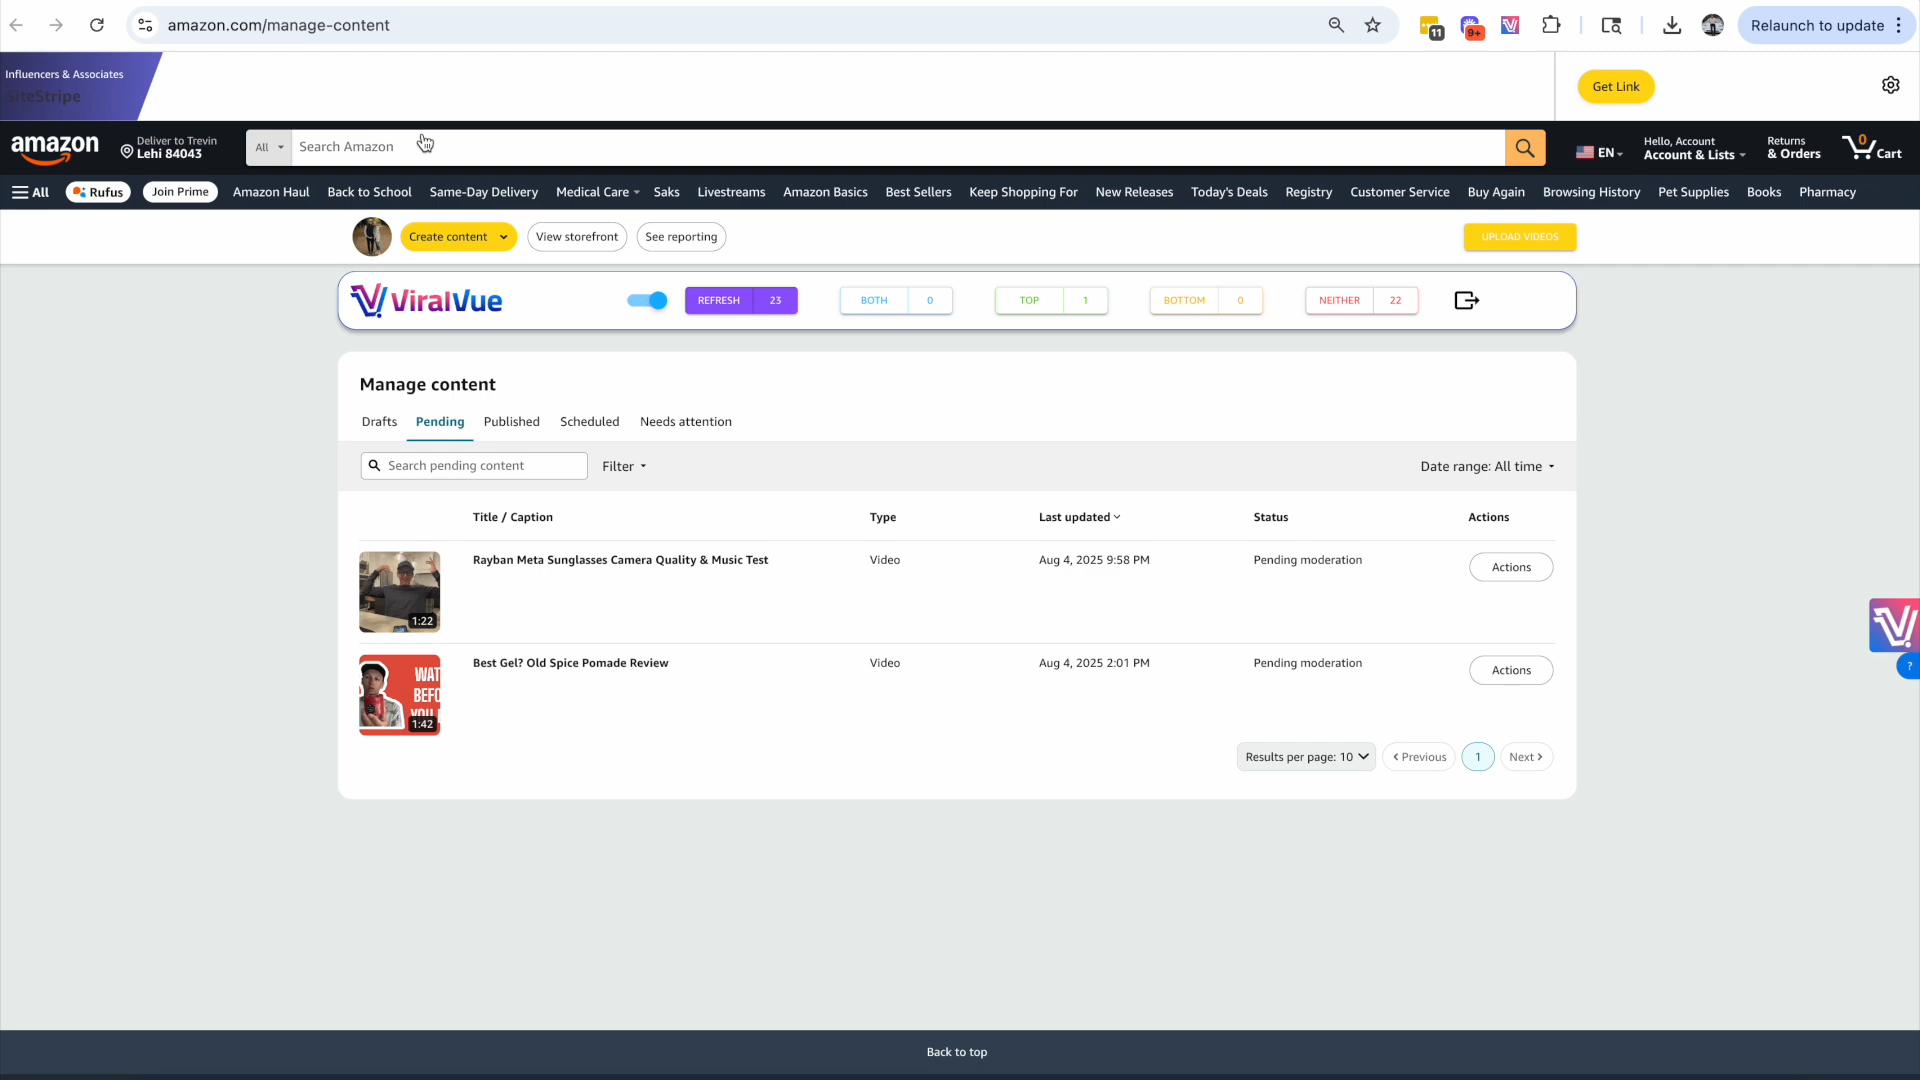 amazon.com/manage-content
11
9+
Relaunch to update
Influencers & Associates
SiteStripe
Get Link
amazon
Deliver to Trevin
Lehi 84043
All
Search Amazon
EN
Hello, Account
Account & Lists
Returns
& Orders
0
Cart
All
Rufus
Join Prime
Amazon Haul
Back to School
Same-Day Delivery
Medical Care
Saks
Livestreams
Amazon Basics
Best Sellers
Keep Shopping For
New Releases
Today's Deals
Registry
Customer Service
Buy Again
Browsing History
Pet Supplies
Books
Pharmacy
Create content
View storefront
See reporting
UPLOAD VIDEOS
ViralVue
REFRESH 23
BOTH 0
TOP 1
BOTTOM 0
NEITHER 22
Manage content
Drafts
Pending
Published
Scheduled
Needs attention
Search pending content
Filter
Date range: All time
Title / Caption
Type
Last updated
Status
Actions
1:22
Rayban Meta Sunglasses Camera Quality & Music Test
Video
Aug 4, 2025 9:58 PM
Pending moderation
Actions
WAT
BEFO
YOU
1:42
Best Gel? Old Spice Pomade Review
Video
Aug 4, 2025 2:01 PM
Pending moderation
Actions
Results per page: 10
Previous
1
Next
?
Back to top